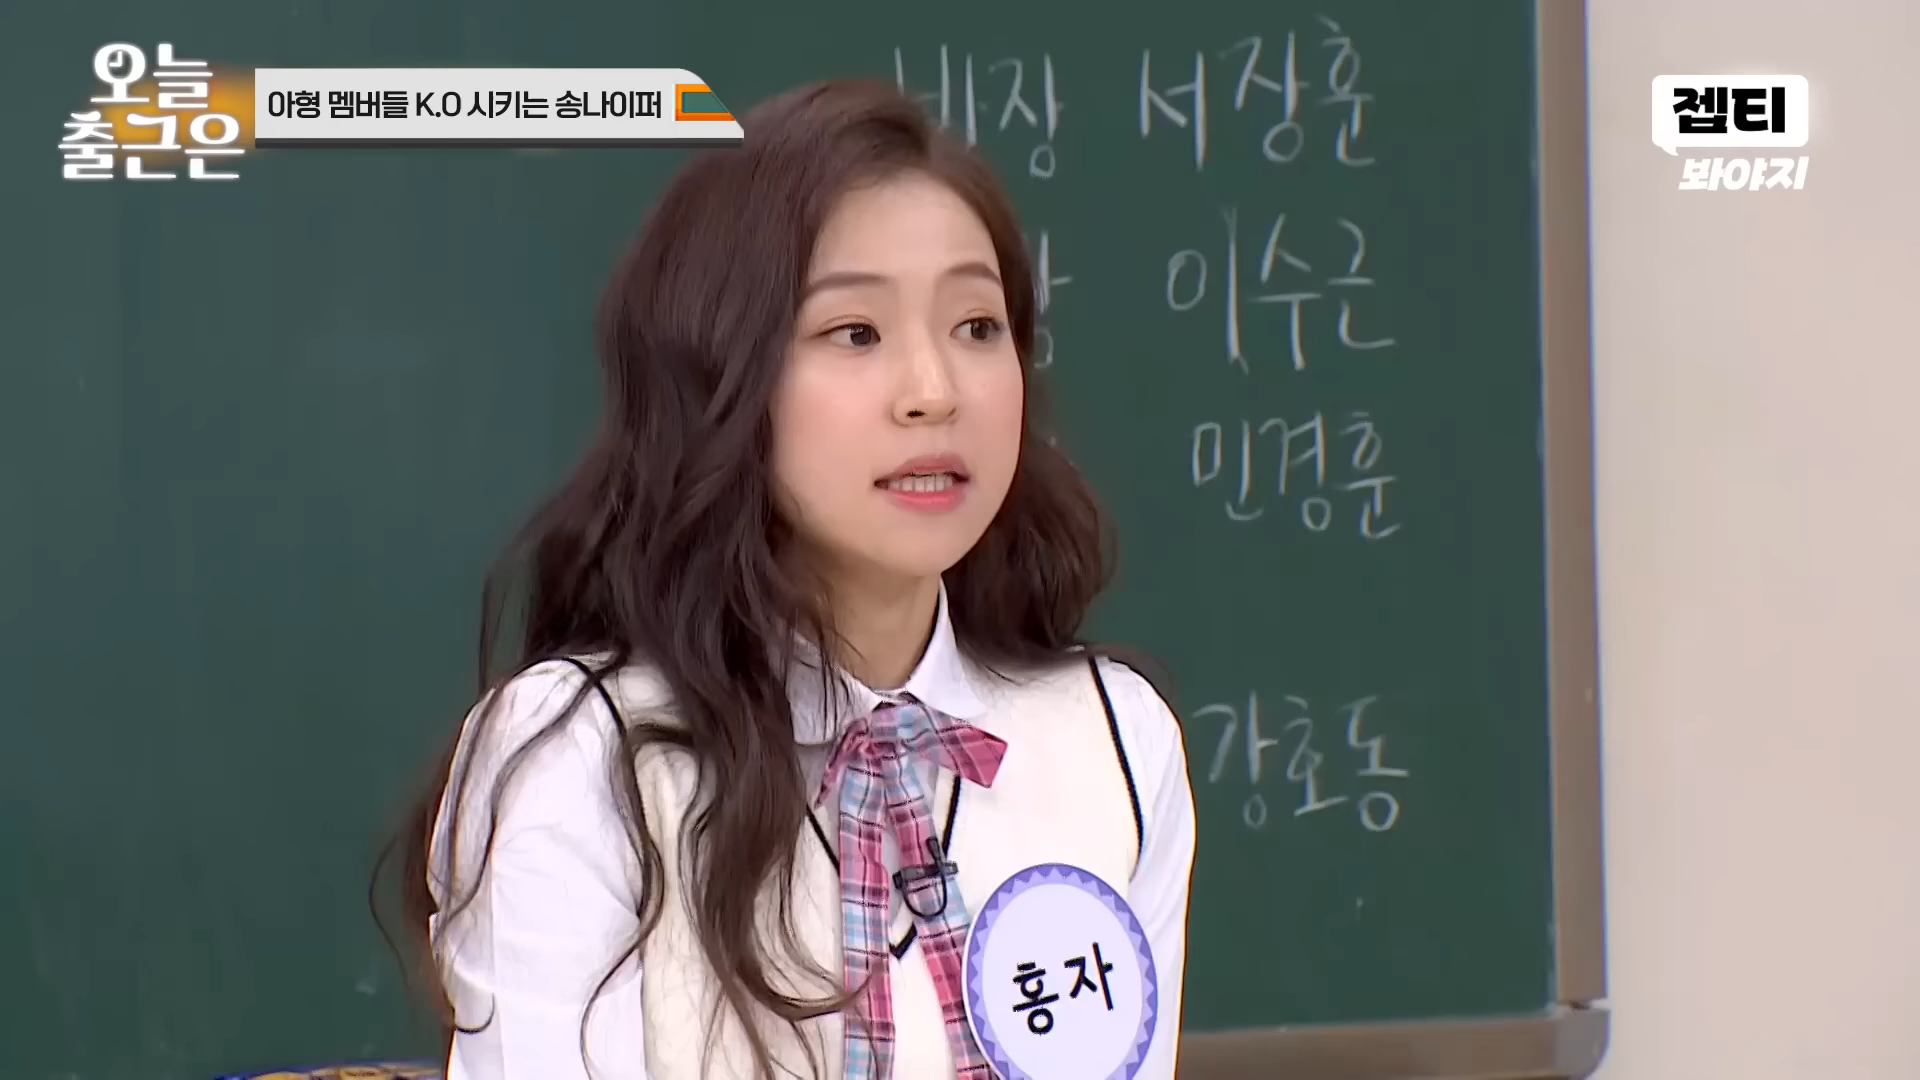 오늘
출근은
아형 멤버들 K.O 시키는 송나이퍼
젭티
봐야지
서장훈
이수근
민경훈
강호동
홍자